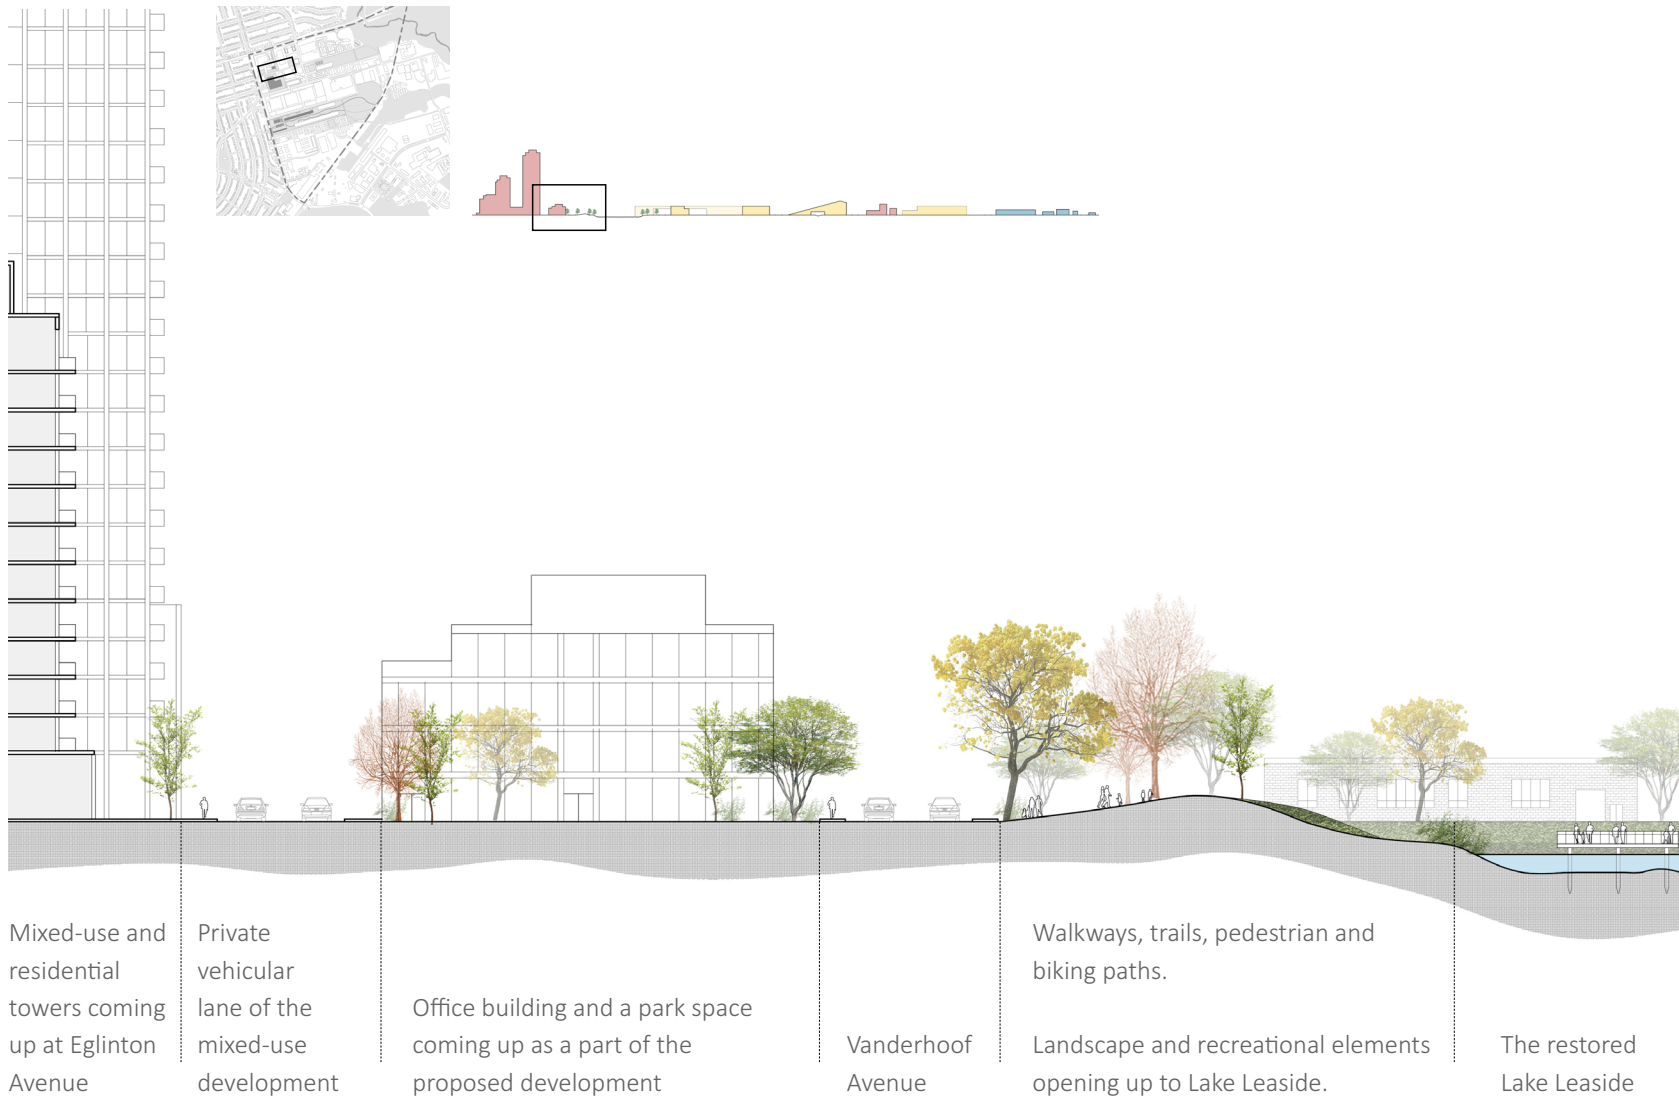 Mixed-use and
residential
towers coming
up at Eglinton
Avenue
Private
vehicular
lane of the
mixed-use
development
Office building and a park space
coming up as a part of the
proposed development
Vanderhoof
Avenue
Walkways, trails, pedestrian and
biking paths.
Landscape and recreational elements
opening up to Lake Leaside.
The restored
Lake Leaside